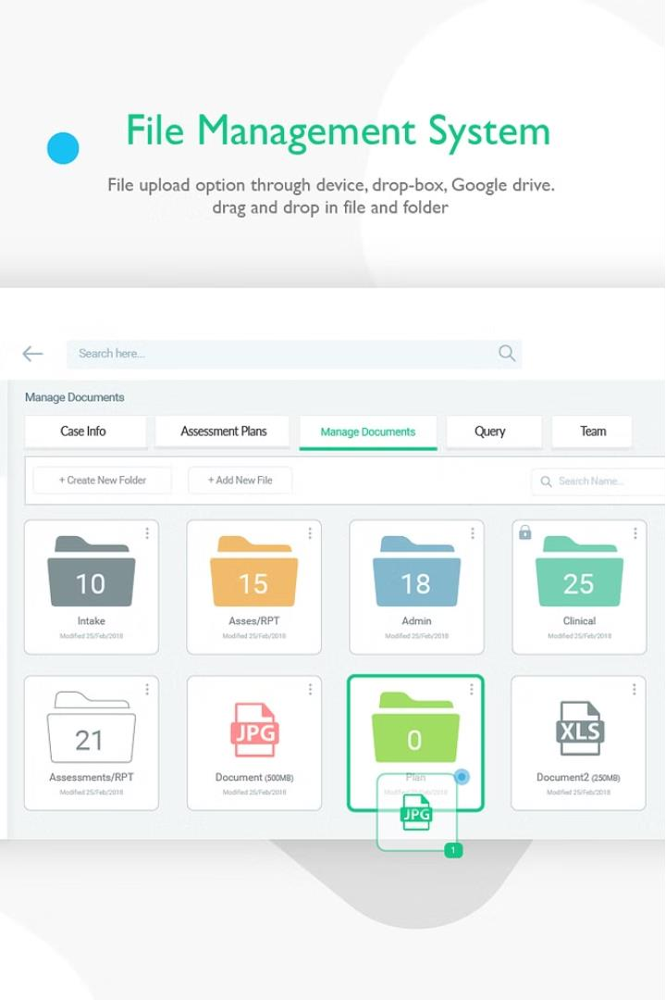 File Management System
File upload option through device, drop-box, Google drive.
drag and drop in file and folder
Search here...
Manage Documents
Case Info
Assessment Plans
Manage Documents
Query
Team
+ Create New Folder
+ Add New File
Search Name...
10
15
18
25
Intake
Asses/RPT
Admin
Clinical
Modified 25/Feb/2018
Modified 25/Feb/2018
Modified 25/Feb/2018
Modified 25/Feb/2018
21
JPG
0
XLS
Assessments/RPT
Document (500MB)
Plan
Document2 (250MB)
Modified 25/Feb/2018
Modified 25/Feb/2018
Modified 25/Feb/2018
Modified 25/Feb/2018
JPG
1